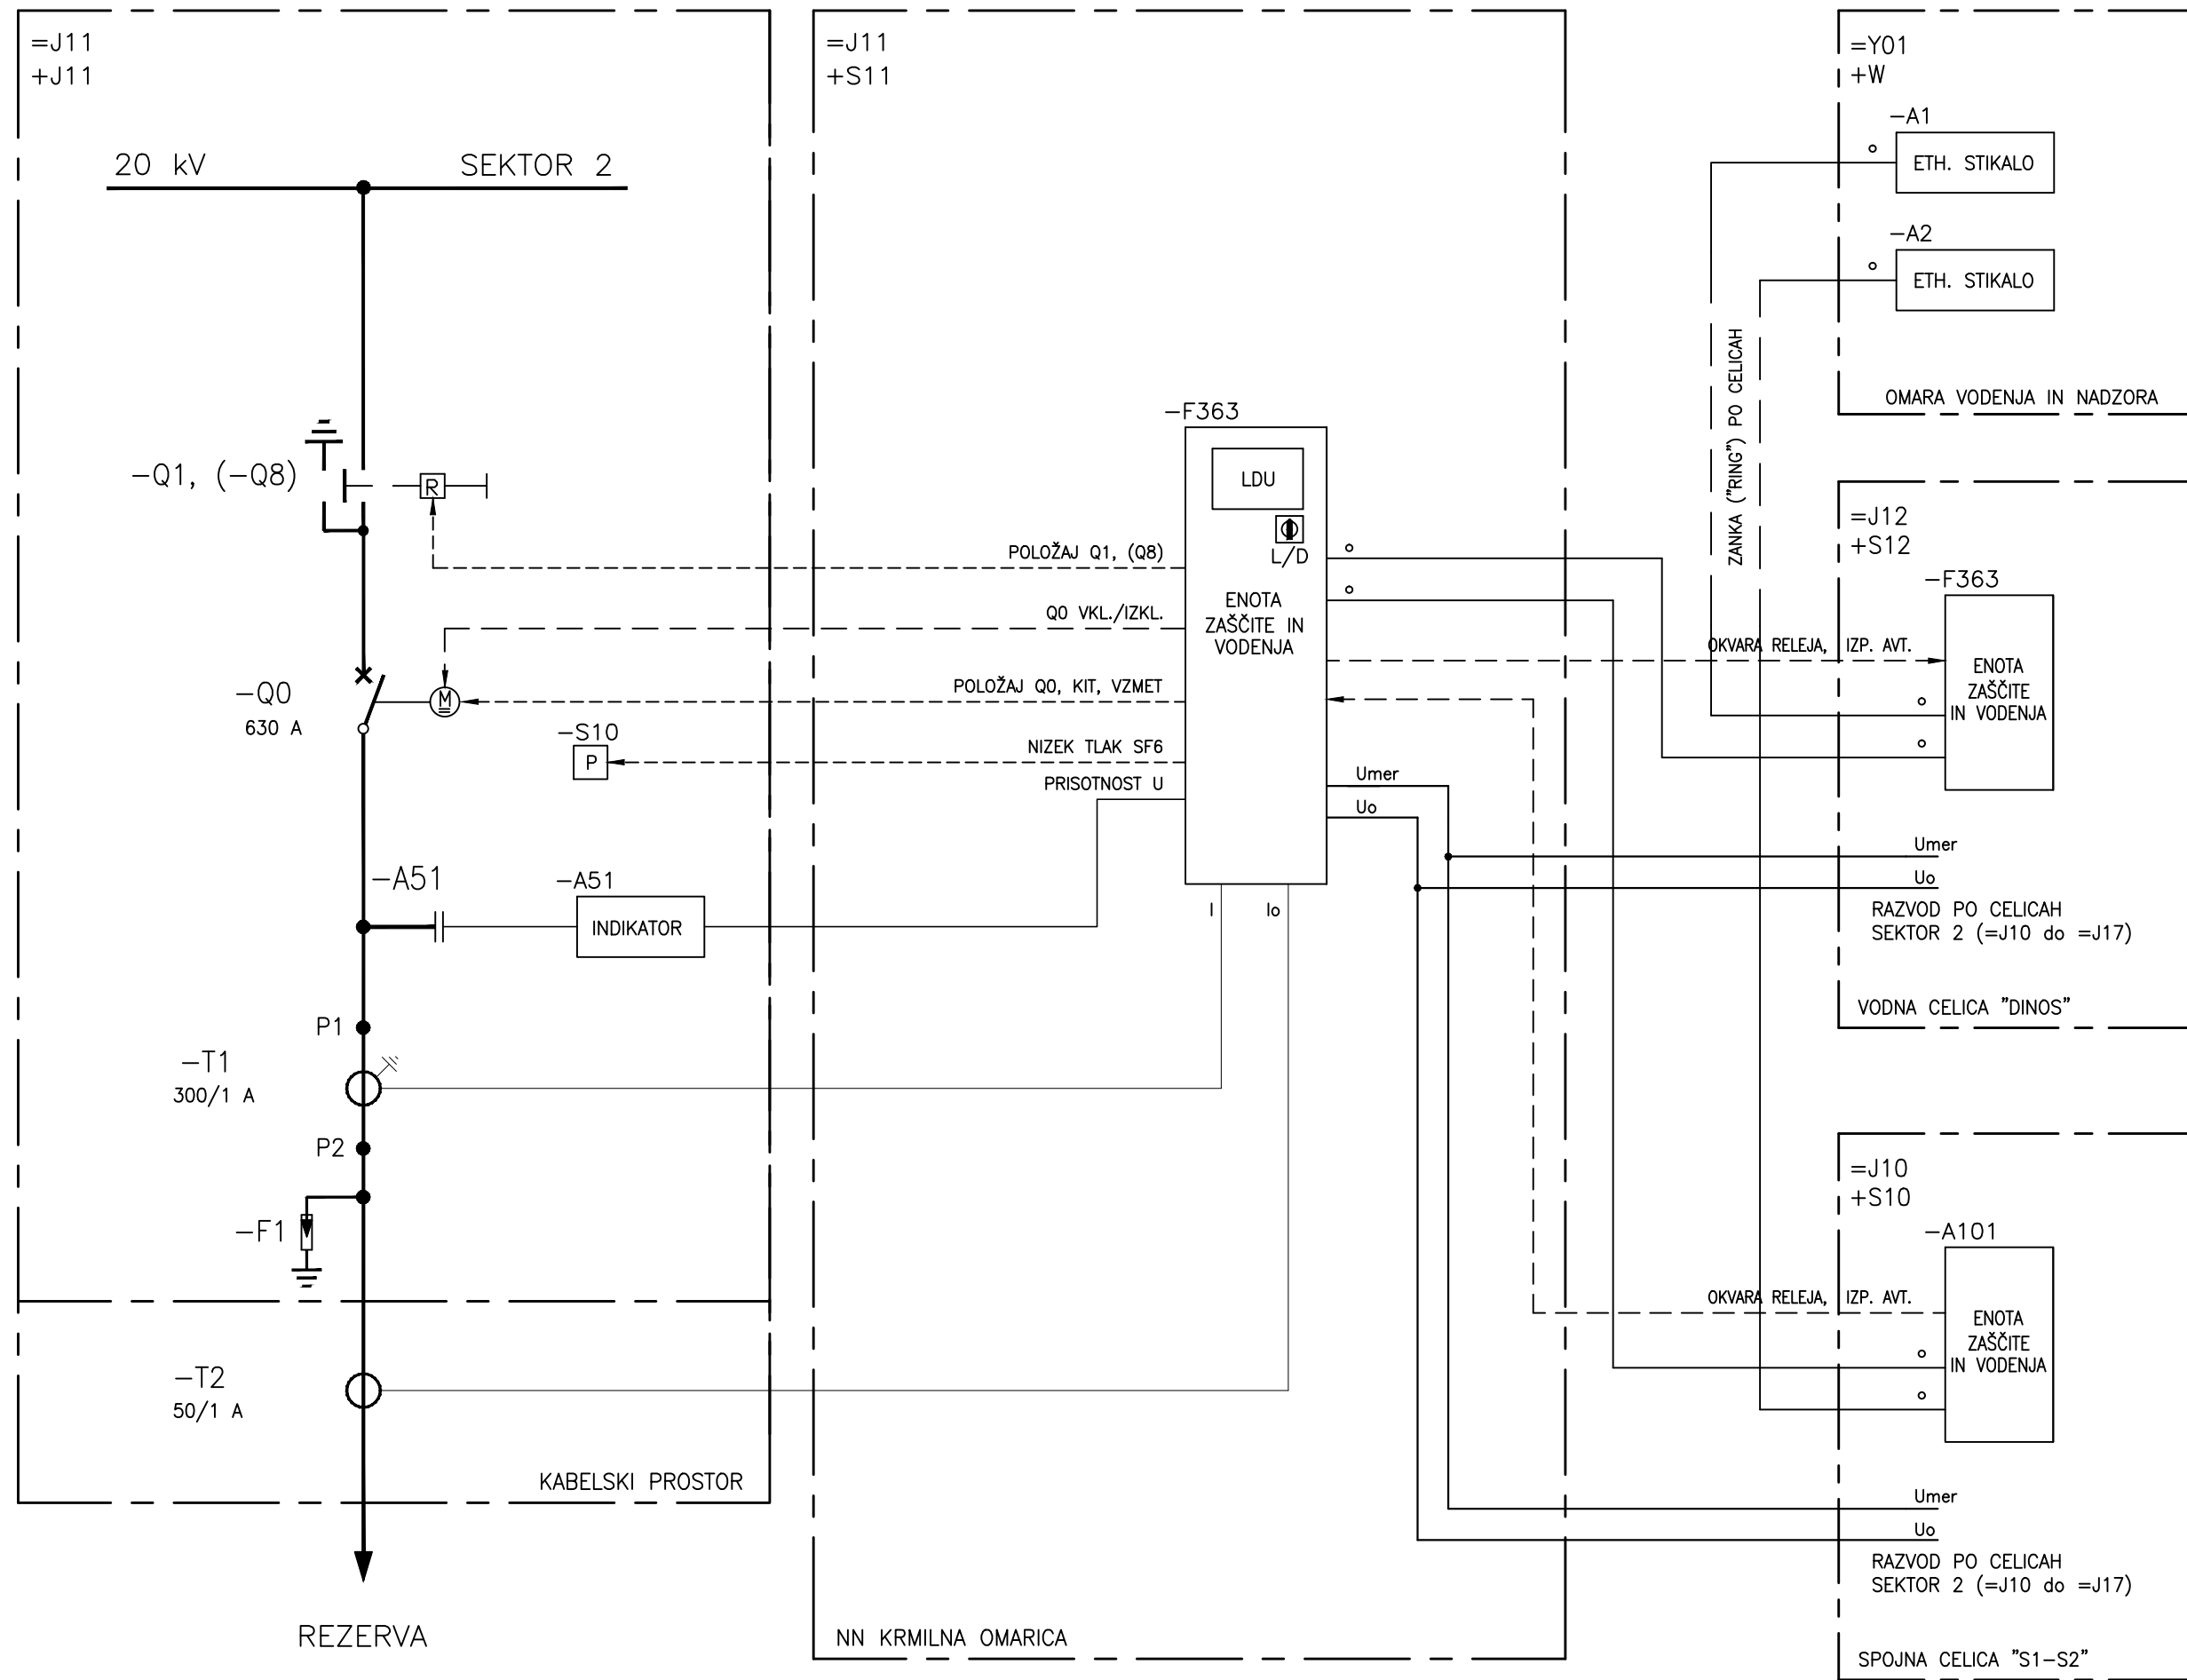 =J11
+J11
20 kV
SEKTOR 2
-Q1, (-Q8)
R
-Q0
630 A
M
-S10
P
-A51
-A51
INDIKATOR
P1
-T1
300/1 A
P2
-F1
-T2
50/1 A
KABELSKI PROSTOR
REZERVA
=J11
+S11
-F363
LDU
L/D
ENOTA
ZAŠČITE IN
VODENJA
POLOŽAJ Q1, (Q8)
Q0 VKL./IZKL.
POLOŽAJ Q0, KIT, VZMET
NIZEK TLAK SF6
PRISOTNOST U
Umer
Uo
I
Io
NN KRMILNA OMARICA
ZANKA ("RING") PO CELICAH
=Y01
+W
-A1
ETH. STIKALO
-A2
ETH. STIKALO
OMARA VODENJA IN NADZORA
=J12
+S12
-F363
OKVARA RELEJA, IZP. AVT.
ENOTA
ZAŠČITE
IN VODENJA
Umer
Uo
RAZVOD PO CELICAH
SEKTOR 2 (=J10 do =J17)
VODNA CELICA "DINOS"
=J10
+S10
-A101
OKVARA RELEJA, IZP. AVT.
ENOTA
ZAŠČITE
IN VODENJA
Umer
Uo
RAZVOD PO CELICAH
SEKTOR 2 (=J10 do =J17)
SPOJNA CELICA "S1-S2"